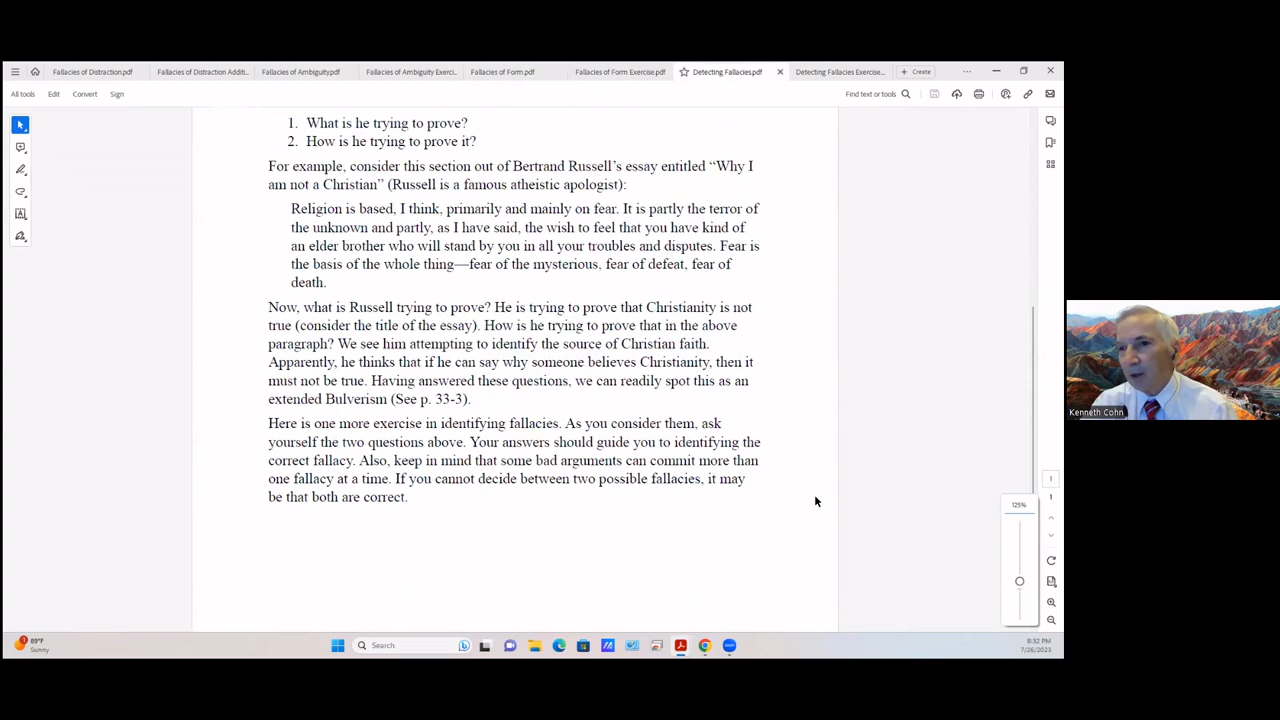 Fallacies of Distraction.pdf
Fallacies of Distraction Additi...
Fallacies of Ambiguity.pdf
Fallacies of Ambiguity Exerci...
Fallacies of Form.pdf
Fallacies of Form Exercise.pdf
Detecting Fallacies.pdf
Detecting Fallacies Exercise...
+ Create
All tools
Edit
Convert
Sign
Find text or tools
1. What is he trying to prove?
2. How is he trying to prove it?
For example, consider this section out of Bertrand Russell's essay entitled “Why I
am not a Christian” (Russell is a famous atheistic apologist):
Religion is based, I think, primarily and mainly on fear. It is partly the terror of
the unknown and partly, as I have said, the wish to feel that you have kind of
an elder brother who will stand by you in all your troubles and disputes. Fear is
the basis of the whole thing—fear of the mysterious, fear of defeat, fear of
death.
Now, what is Russell trying to prove? He is trying to prove that Christianity is not
true (consider the title of the essay). How is he trying to prove that in the above
paragraph? We see him attempting to identify the source of Christian faith.
Apparently, he thinks that if he can say why someone believes Christianity, then it
must not be true. Having answered these questions, we can readily spot this as an
extended Bulverism (See p. 33-3).
Here is one more exercise in identifying fallacies. As you consider them, ask
yourself the two questions above. Your answers should guide you to identifying the
correct fallacy. Also, keep in mind that some bad arguments can commit more than
one fallacy at a time. If you cannot decide between two possible fallacies, it may
be that both are correct.
Kenneth Cohn
1
1
125%
1
89°F
Sunny
Search
8:32 PM
7/26/2023